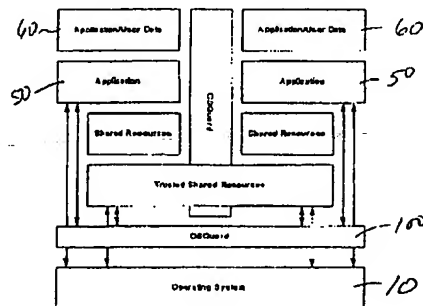 60 Application/User Data Application/User Data 60
50 Application Application 50
OSGuard
Shared Resources Shared Resources
Trusted Shared Resources
OSGuard 100
Operating System 10